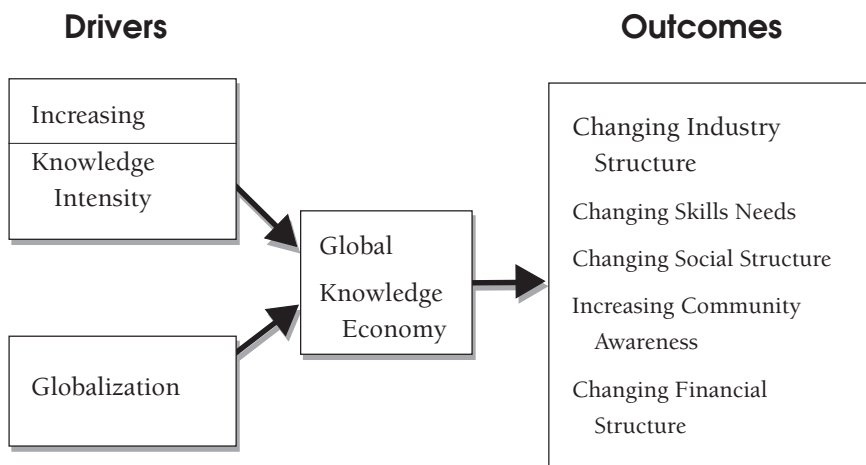 Drivers
Outcomes
Increasing
Knowledge
Intensity
Globalization
Global
Knowledge
Economy
Changing Industry
Structure
Changing Skills Needs
Changing Social Structure
Increasing Community
Awareness
Changing Financial
Structure